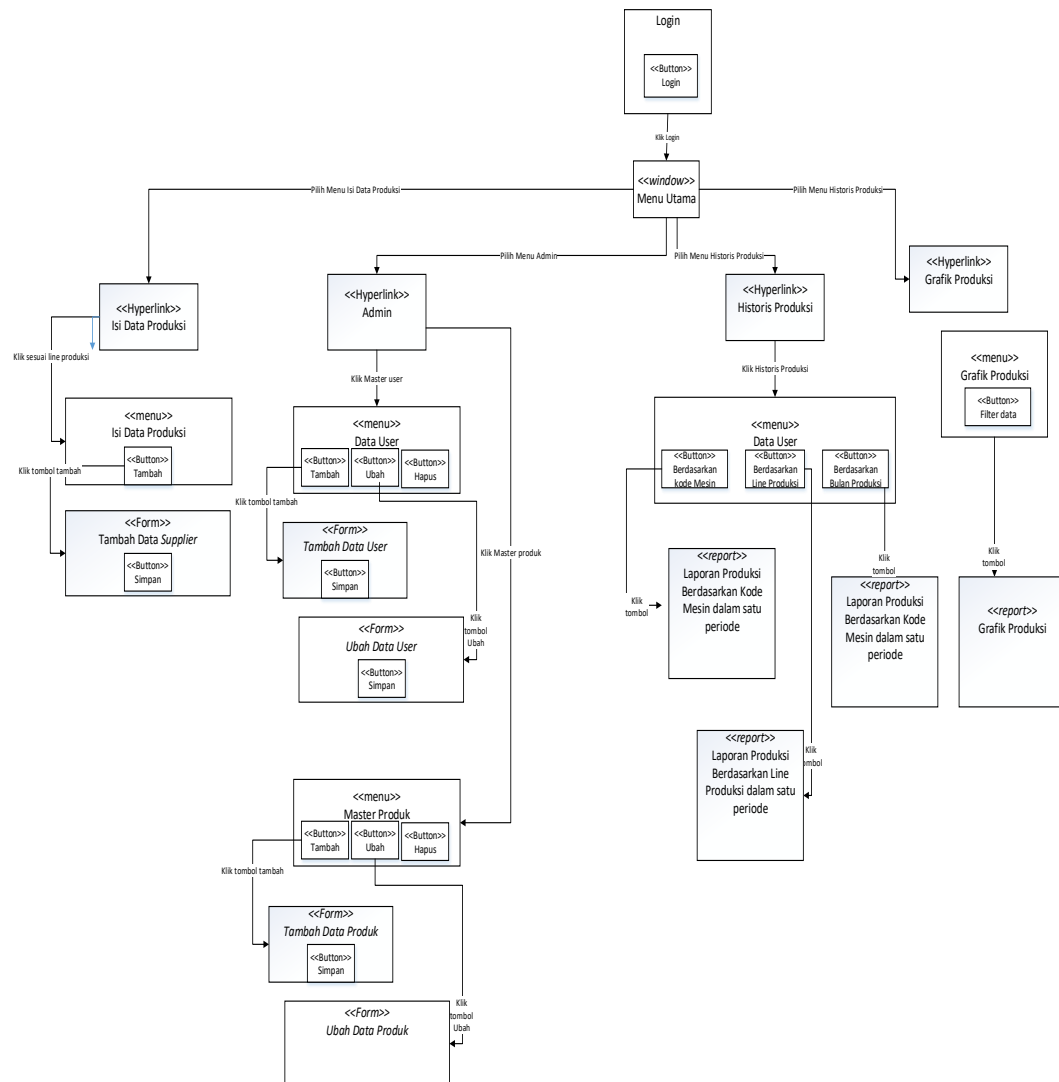 Login
<<Button>>
Login
Klik Login
<<window>>
Menu Utama
Pilih Menu Isi Data Produksi
Pilih Menu Historis Produksi
Pilih Menu Admin
Pilih Menu Historis Produksi
<<Hyperlink>>
Grafik Produksi
<<Hyperlink>>
Isi Data Produksi
<<Hyperlink>>
Admin
<<Hyperlink>>
Historis Produksi
Klik sesuai line produksi
Klik Master user
Klik Historis Produksi
<<menu>>
Grafik Produksi
<<Button>>
Filter data
<<menu>>
Isi Data Produksi
<<Button>>
Tambah
Klik tombol tambah
<<Form>>
Tambah Data Supplier
<<Button>>
Simpan
<<menu>>
Data User
<<Button>>
Tambah
<<Button>>
Ubah
<<Button>>
Hapus
Klik tombol tambah
<<Form>>
Tambah Data User
<<Button>>
Simpan
Klik
tombol
Ubah
<<Form>>
Ubah Data User
<<Button>>
Simpan
Klik Master produk
<<menu>>
Data User
<<Button>>
Berdasarkan
kode Mesin
<<Button>>
Berdasarkan
Line Produksi
<<Button>>
Berdasarkan
Bulan Produksi
Klik
tombol
<<report>>
Laporan Produksi
Berdasarkan Kode
Mesin dalam satu
periode
Klik
tombol
<<report>>
Laporan Produksi
Berdasarkan Kode
Mesin dalam satu
periode
Klik
tombol
<<report>>
Grafik Produksi
<<report>>
Laporan Produksi
Berdasarkan Line
Produksi dalam satu
periode
Klik
tombol
<<menu>>
Master Produk
<<Button>>
Tambah
<<Button>>
Ubah
<<Button>>
Hapus
Klik tombol tambah
<<Form>>
Tambah Data Produk
<<Button>>
Simpan
Klik
tombol
Ubah
<<Form>>
Ubah Data Produk